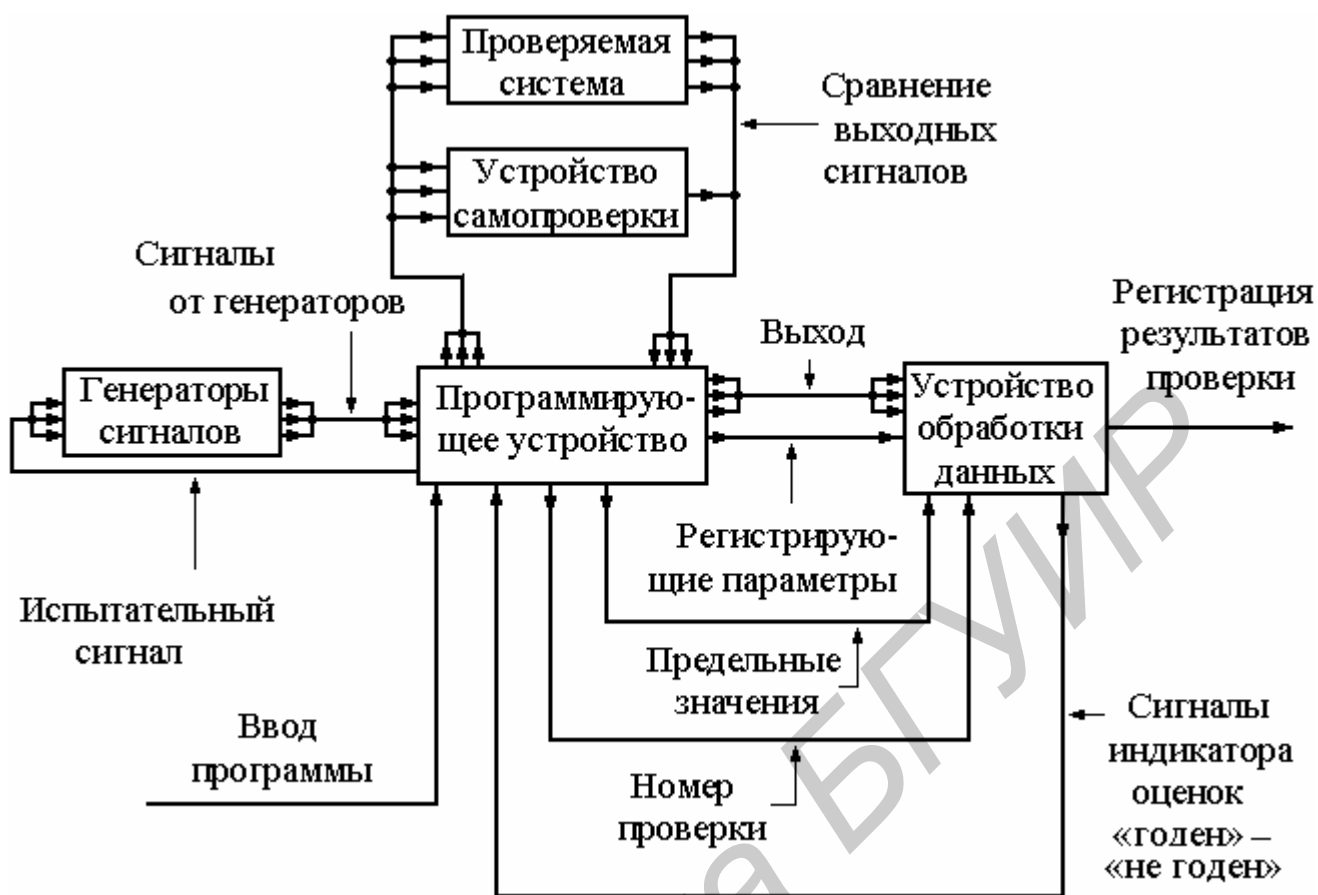 Проверяемая
система
Сравнение
выходных
сигналов
Устройство
самопроверки
Сигналы
от генераторов
Регистрация
результатов
проверки
Выход
Генераторы
сигналов
Программирую-
щее устройство
Устройство
обработки
данных
Регистрирую-
щие параметры
Испытательный
сигнал
Предельные
значения
Ввод
программы
Номер
проверки
Сигналы
индикатора
оценок
«годен» –
«не годен»
а БГУИР